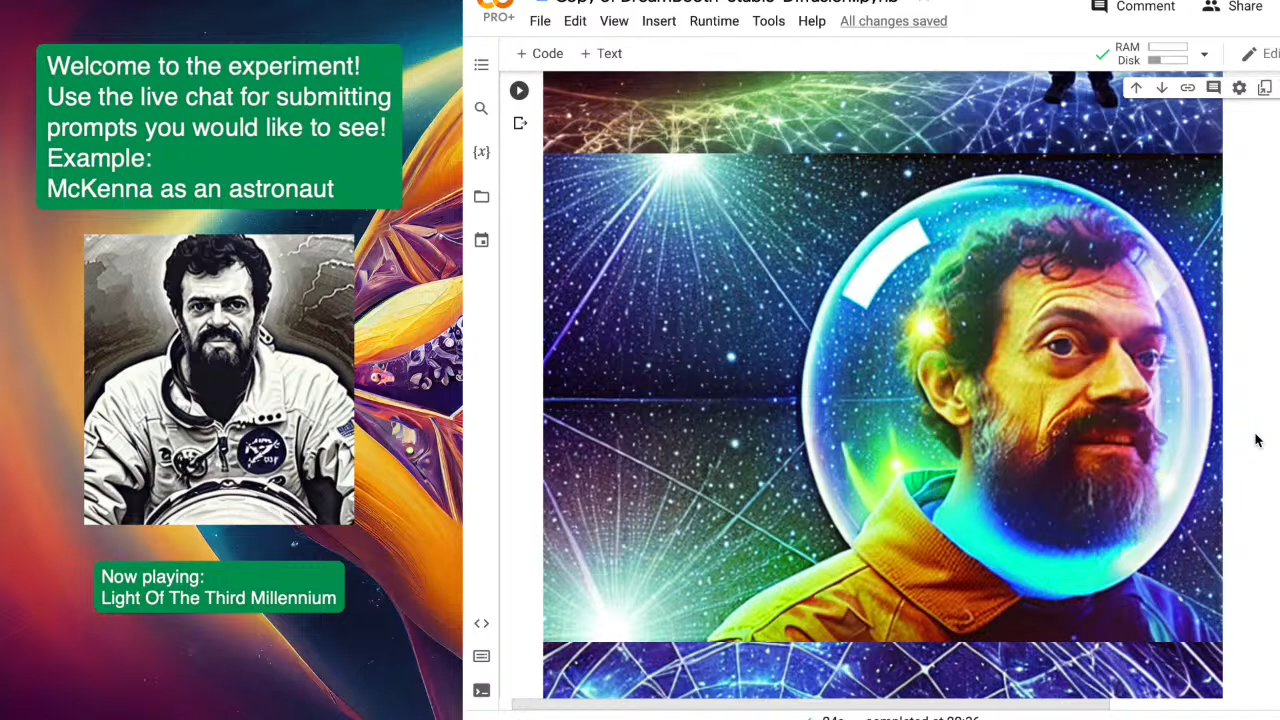 Welcome to the experiment!
Use the live chat for submitting
prompts you would like to see!
Example:
McKenna as an astronaut
Now playing:
Light Of The Third Millennium
PRO+
File Edit View Insert Runtime Tools Help All changes saved
Comment Share
+ Code + Text
RAM
Disk
Edi
{x}